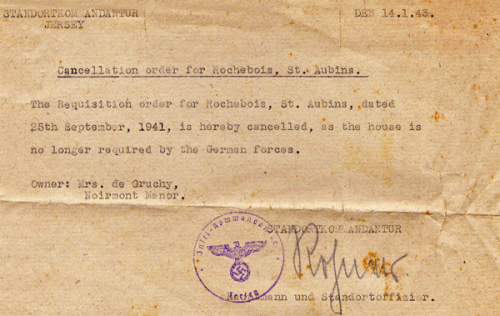 STANDORTKOMMANDANTUR DEN 14.1.43.
JERSEY
Cancellation order for Rochebois, St. Aubins.
The Requisition order for Rochebois, St. Aubins, dated
25th September, 1941, is hereby cancelled, as the house is
no longer required by the German forces.
Owner: Mrs. de Gruchy,
Noirmont Manor.
STANDORTKOMMANDANTUR
und Standortoffizier.